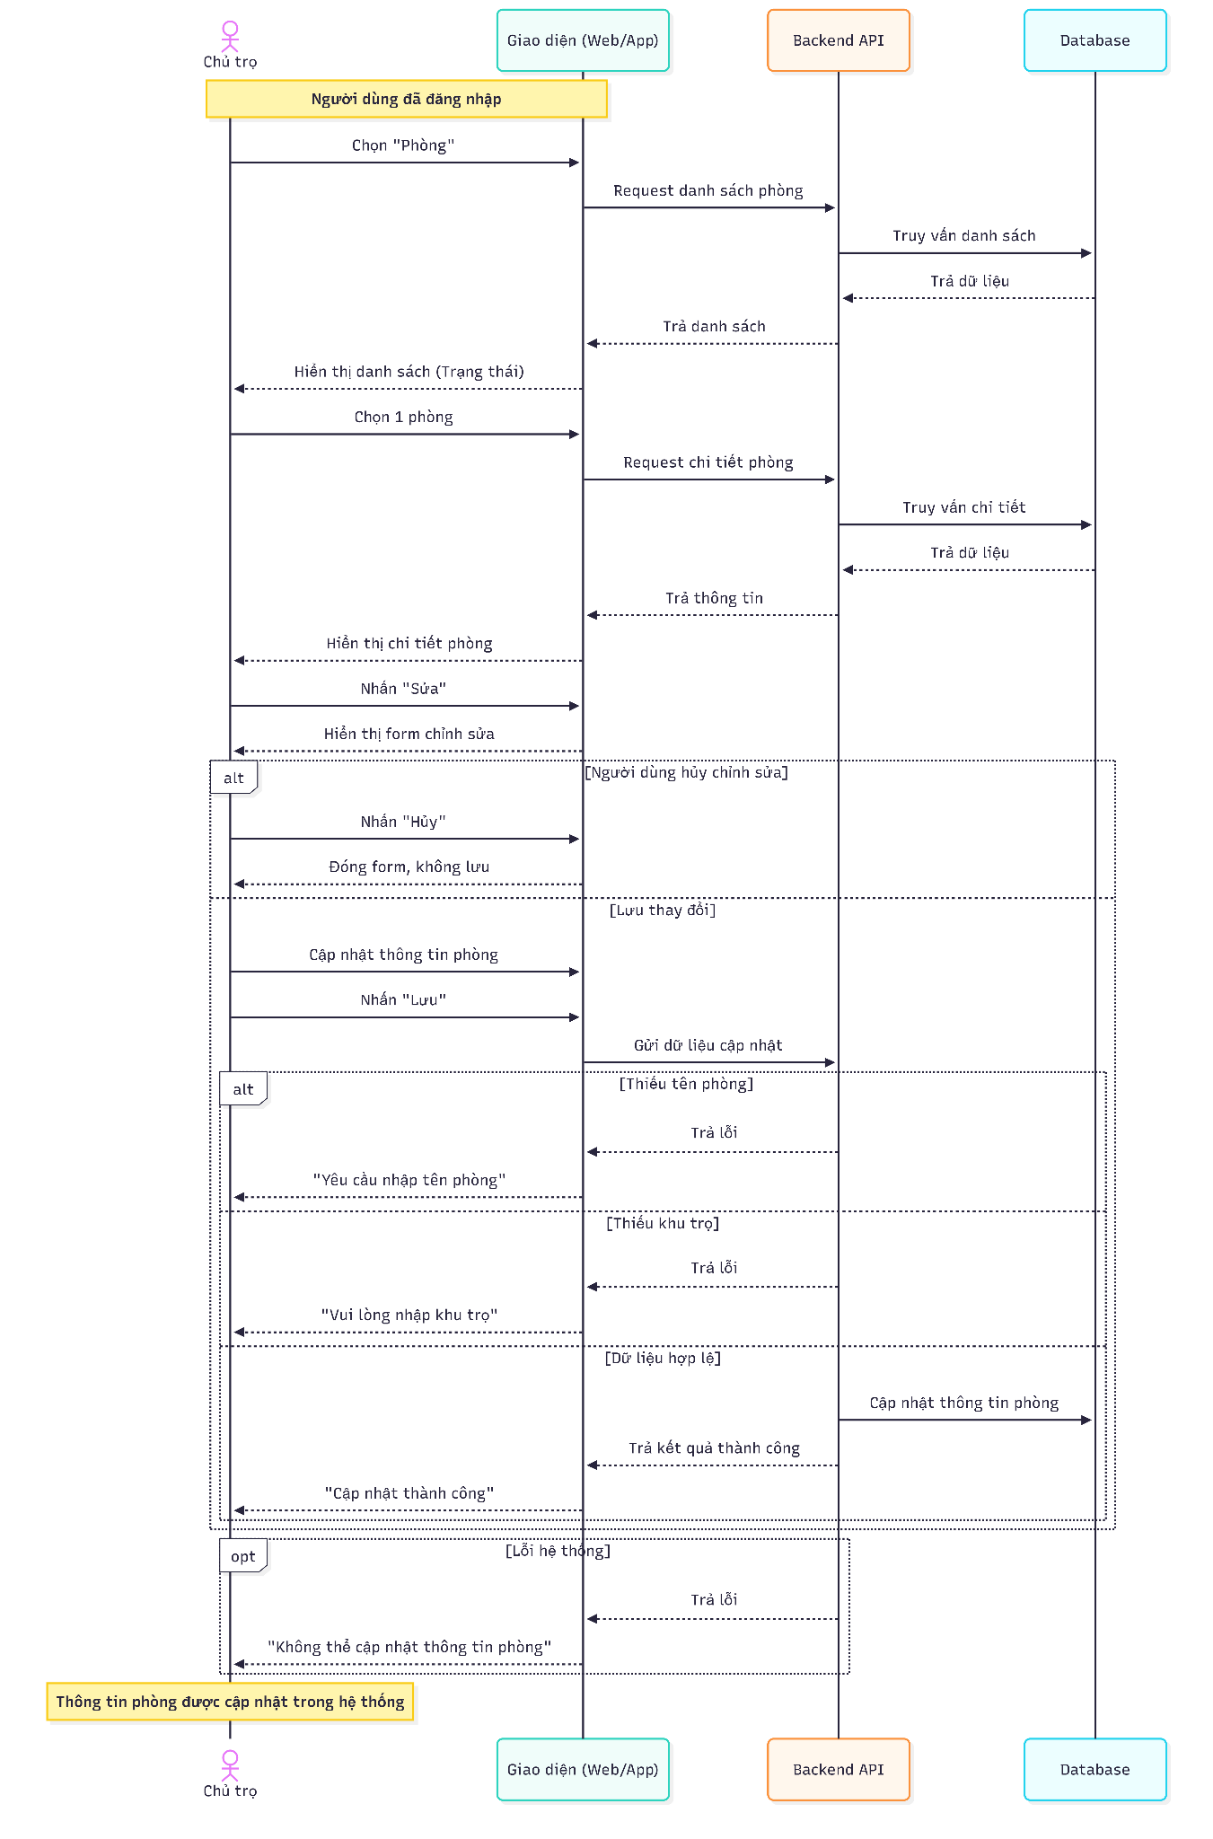 Chủ trọ
Giao diện (Web/App)
Backend API
Database
Người dùng đã đăng nhập
Chọn "Phòng"
Request danh sách phòng
Truy vấn danh sách
Trả dữ liệu
Trả danh sách
Hiển thị danh sách (Trạng thái)
Chọn 1 phòng
Request chi tiết phòng
Truy vấn chi tiết
Trả dữ liệu
Trả thông tin
Hiển thị chi tiết phòng
Nhấn "Sửa"
Hiển thị form chỉnh sửa
alt
[Người dùng hủy chỉnh sửa]
Nhấn "Hủy"
Đóng form, không lưu
[Lưu thay đổi]
Cập nhật thông tin phòng
Nhấn "Lưu"
Gửi dữ liệu cập nhật
alt
[Thiếu tên phòng]
Trả lỗi
"Yêu cầu nhập tên phòng"
[Thiếu khu trọ]
Trả lỗi
"Vui lòng nhập khu trọ"
[Dữ liệu hợp lệ]
Cập nhật thông tin phòng
Trả kết quả thành công
"Cập nhật thành công"
opt
[Lỗi hệ thống]
Trả lỗi
"Không thể cập nhật thông tin phòng"
Thông tin phòng được cập nhật trong hệ thống
Chủ trọ
Giao diện (Web/App)
Backend API
Database